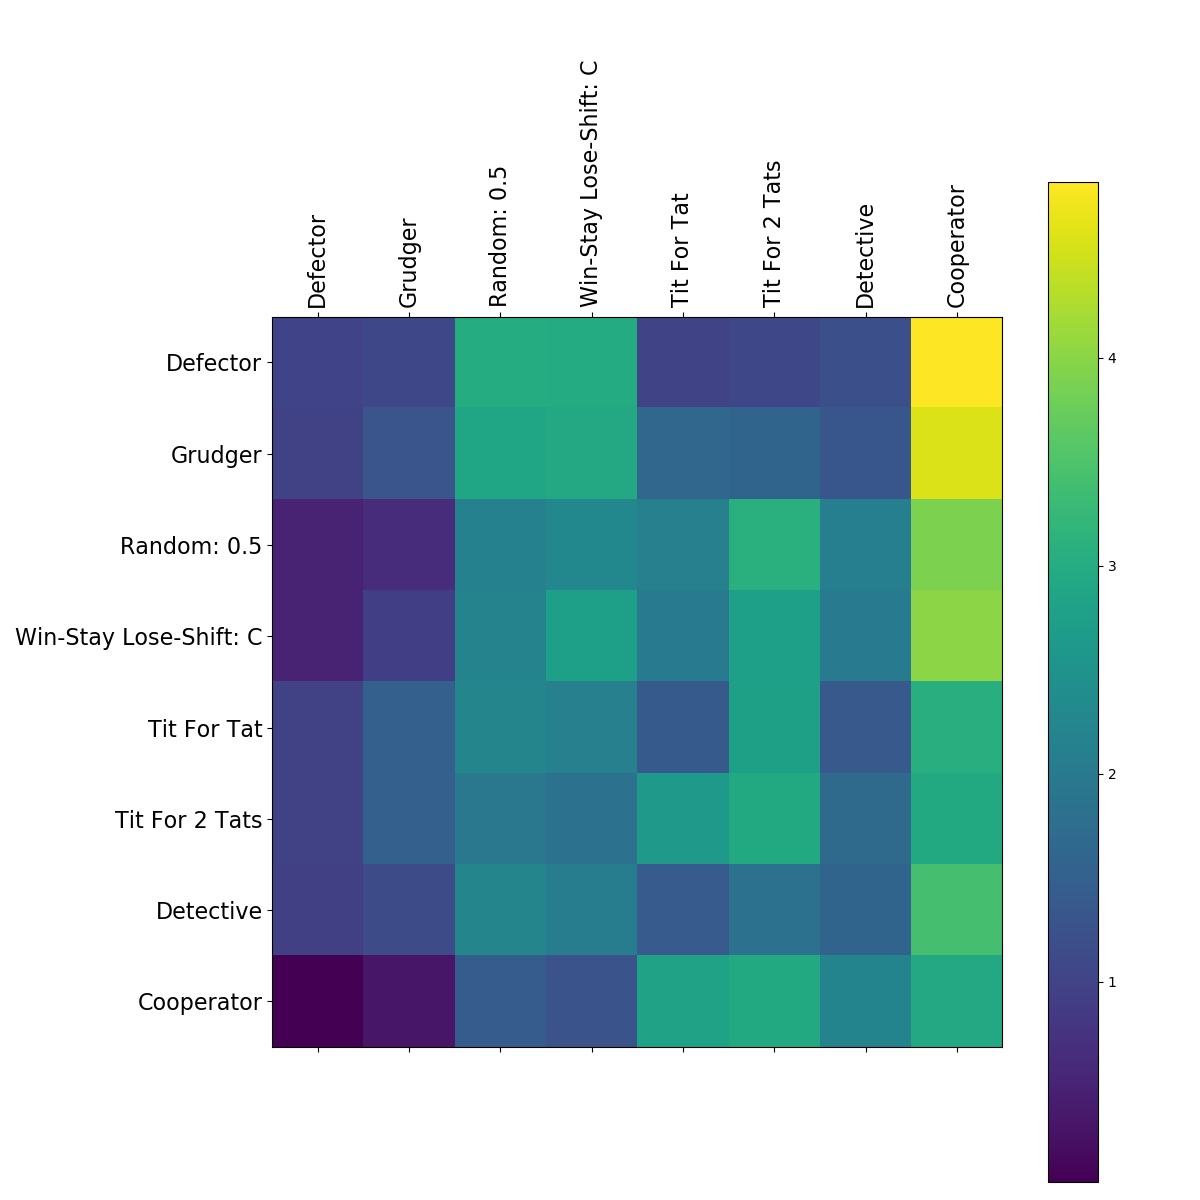 Defector
Grudger
Random: 0.5
Win-Stay Lose-Shift: C
Tit For Tat
Tit For 2 Tats
Detective
Cooperator
Defector
Grudger
Random: 0.5
Win-Stay Lose-Shift: C
Tit For Tat
Tit For 2 Tats
Detective
Cooperator
4
3
2
1